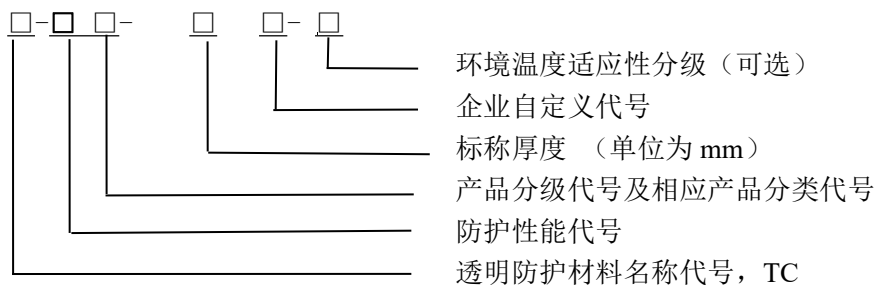 □-□ □- □ □- □
环境温度适应性分级（可选）
企业自定义代号
标称厚度 （单位为 mm）
产品分级代号及相应产品分类代号
防护性能代号
透明防护材料名称代号，TC